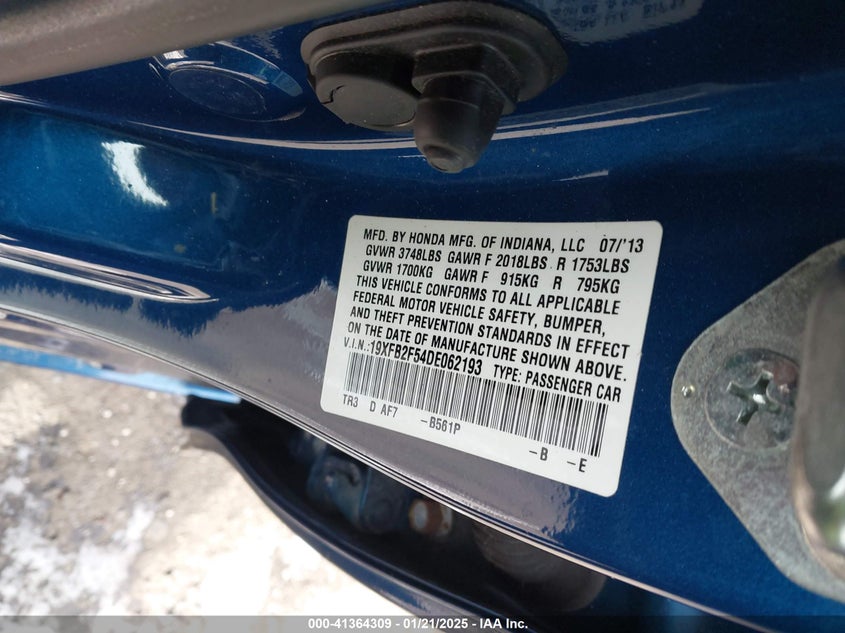 MFD. BY HONDA MFG. OF INDIANA, LLC 07/'13
GVWR 3748LBS GAWR F 2018LBS R 1753LBS
GVWR 1700KG GAWR F 915KG R 795KG
THIS VEHICLE CONFORMS TO ALL APPLICABLE
FEDERAL MOTOR VEHICLE SAFETY, BUMPER,
AND THEFT PREVENTION STANDARDS IN EFFECT
ON THE DATE OF MANUFACTURE SHOWN ABOVE.
V.I.N.:19XFB2F54DE062193 TYPE: PASSENGER CAR
TR3 D AF7 -B561P -B -E
000-41364309 | 01/21/2025 - IAA Inc.